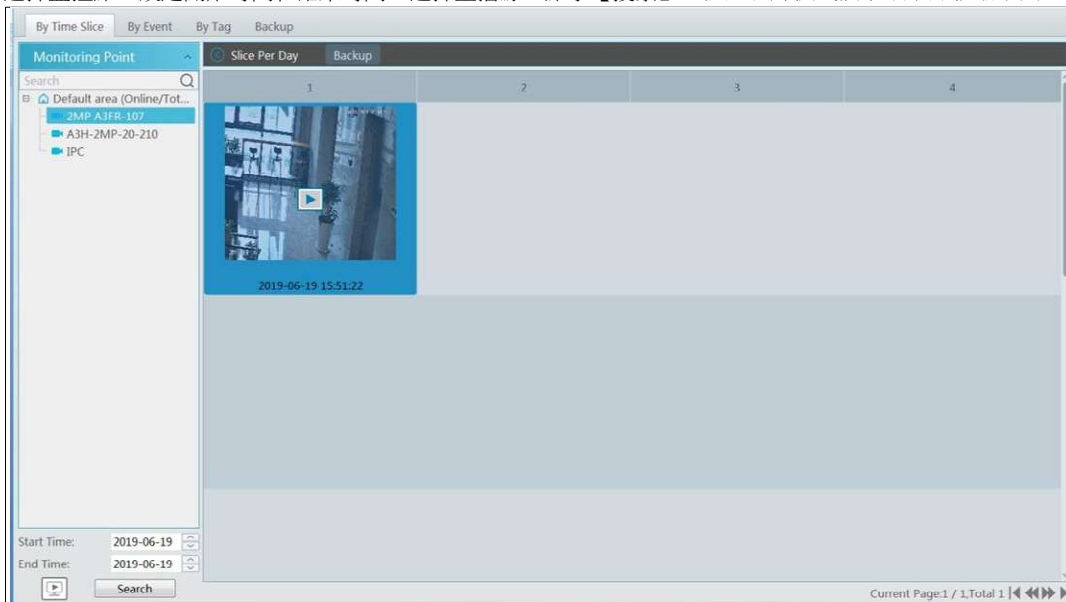 By Time Slice By Event By Tag Backup
Monitoring Point Slice Per Day Backup
Search 1 2 3 4
Default area (Online/Tot...
2MP A3FR-107
A3H-2MP-20-210
IPC
2019-06-19 15:51:22
Start Time: 2019-06-19
End Time: 2019-06-19
Search
Current Page:1 / 1,Total 1